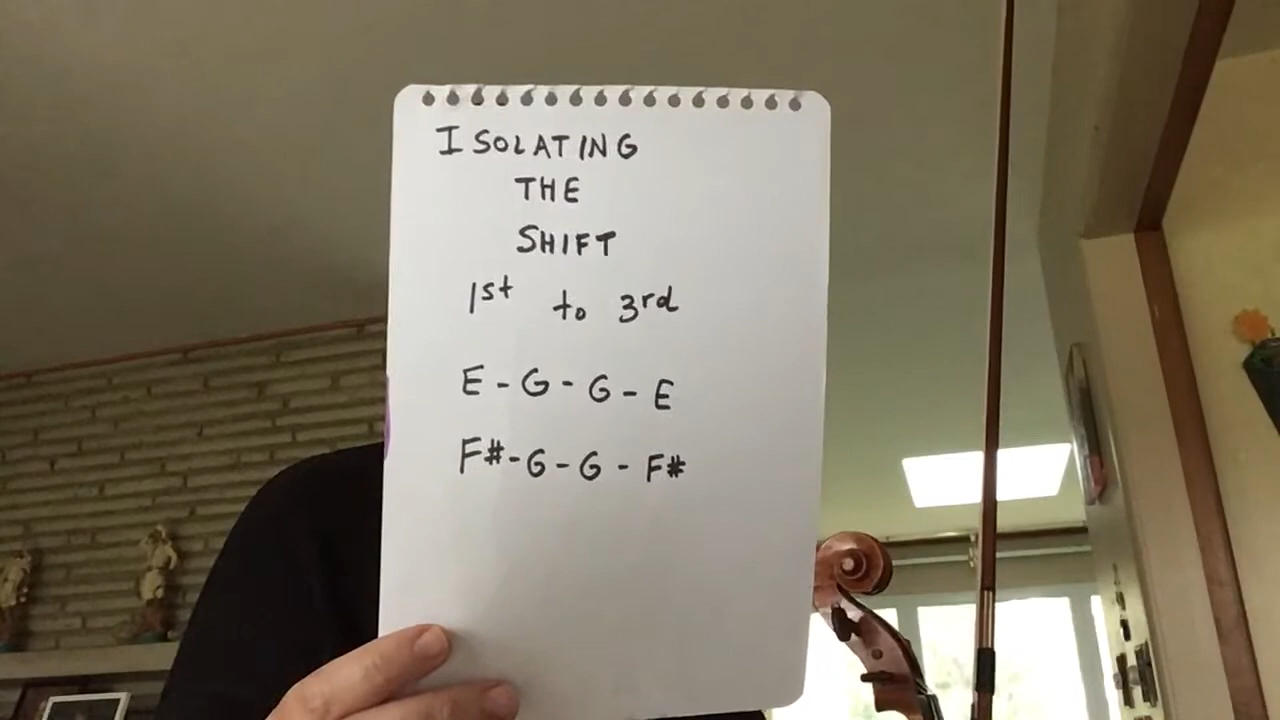 ISOLATING
THE
SHIFT
1st to 3rd
E - G - G - E
F# - G - G - F#